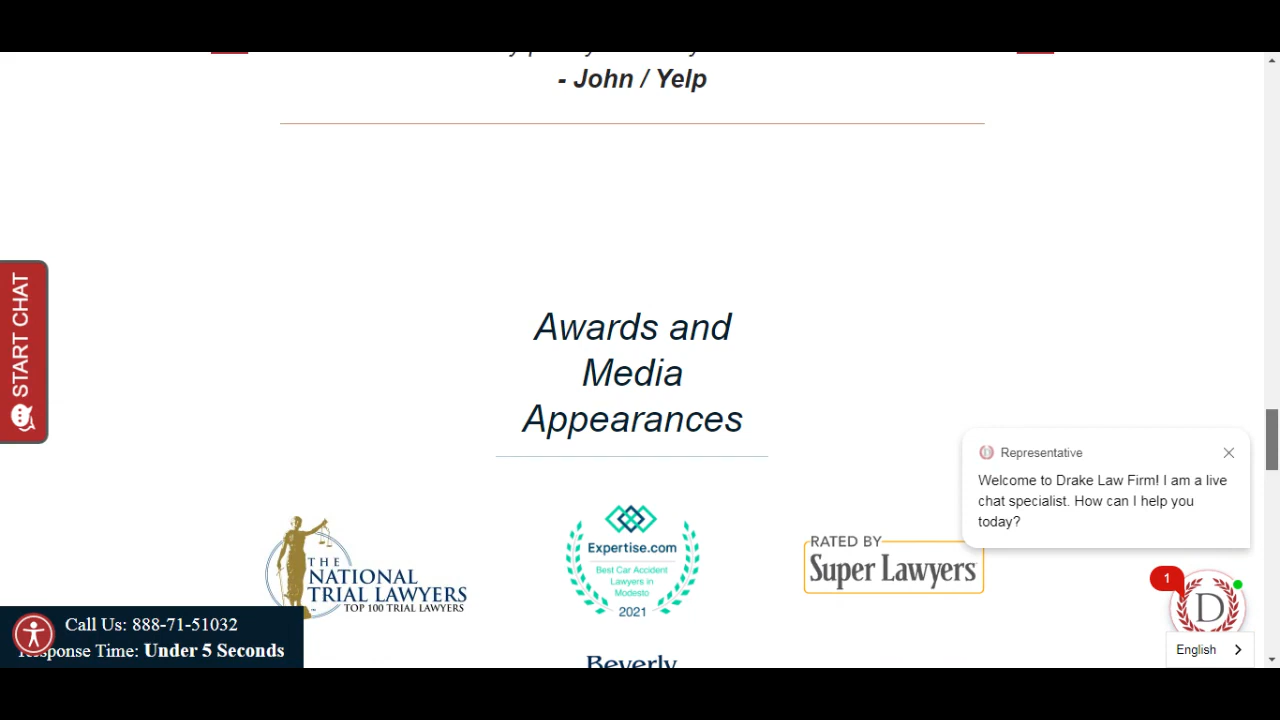 - John / Yelp
Awards and
Media
Appearances
START CHAT
Representative
Welcome to Drake Law Firm! I am a live
chat specialist. How can I help you
today?
THE
NATIONAL
TRIAL LAWYERS
TOP 100 TRIAL LAWYERS
Expertise.com
Best Car Accident
Lawyers in
Modesto
2021
RATED BY
Super Lawyers
1
D
Call Us: 888-71-51032
sponse Time: Under 5 Seconds
English
Beverly